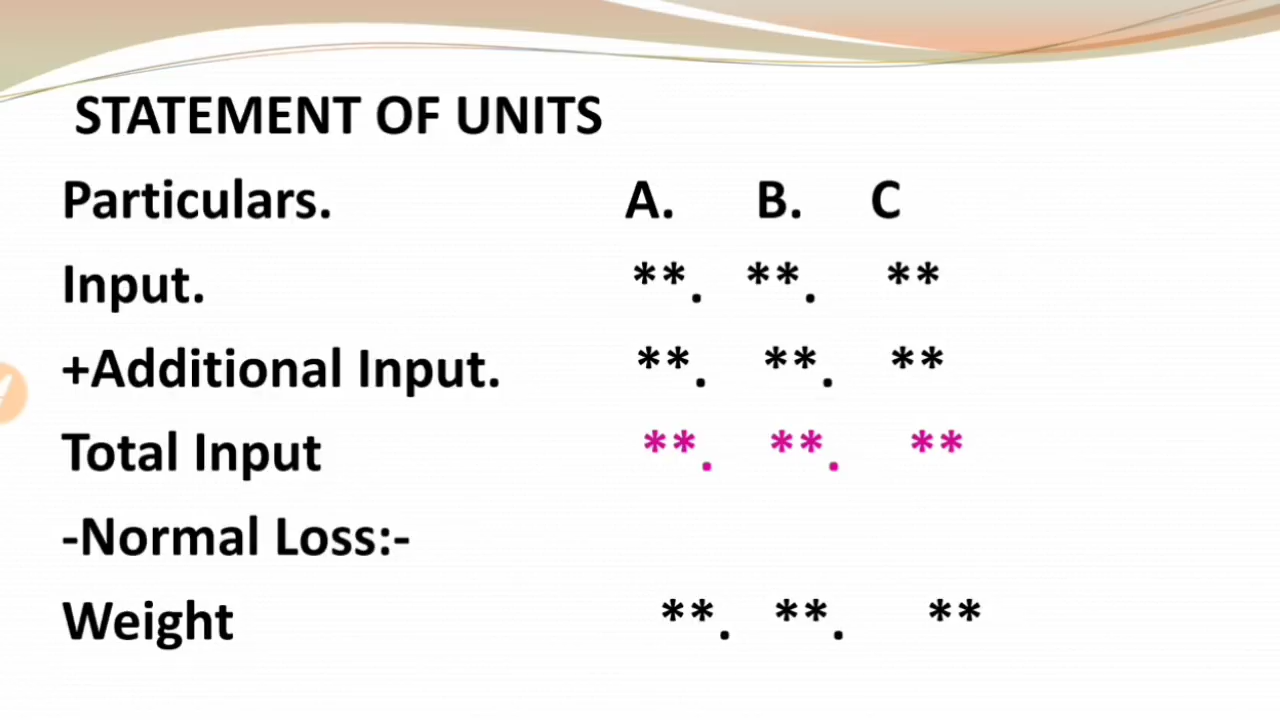 STATEMENT OF UNITS
Particulars. A. B. C
Input. **. **. **
+Additional Input. **. **. **
Total Input **. **. **
-Normal Loss:-
Weight **. **. **